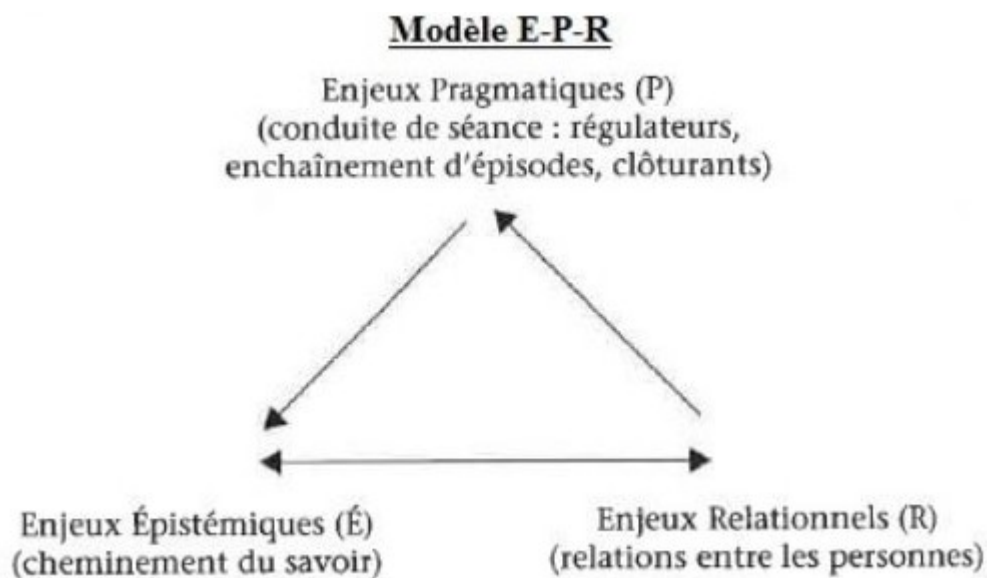 Modèle E-P-R
Enjeux Pragmatiques (P)
(conduite de séance : régulateurs,
enchaînement d'épisodes, clôturants)
Enjeux Épistémiques (É)
(cheminement du savoir)
Enjeux Relationnels (R)
(relations entre les personnes)